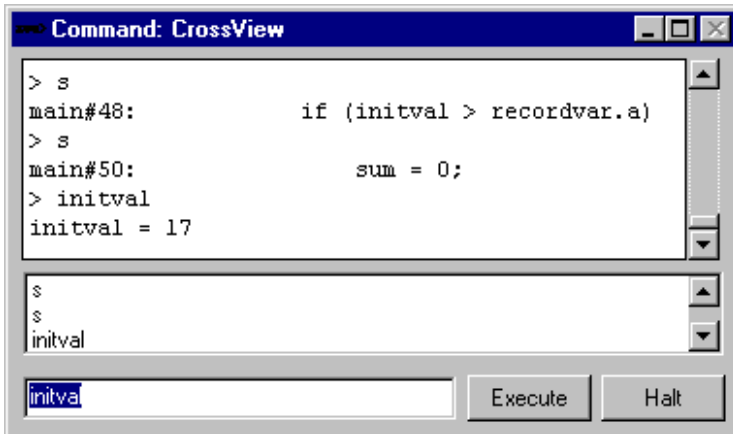 Command: CrossView
> s
main#48:              if (initval > recordvar.a)
> s
main#50:                 sum = 0;
> initval
initval = 17
s
s
initval
initval
Execute
Halt